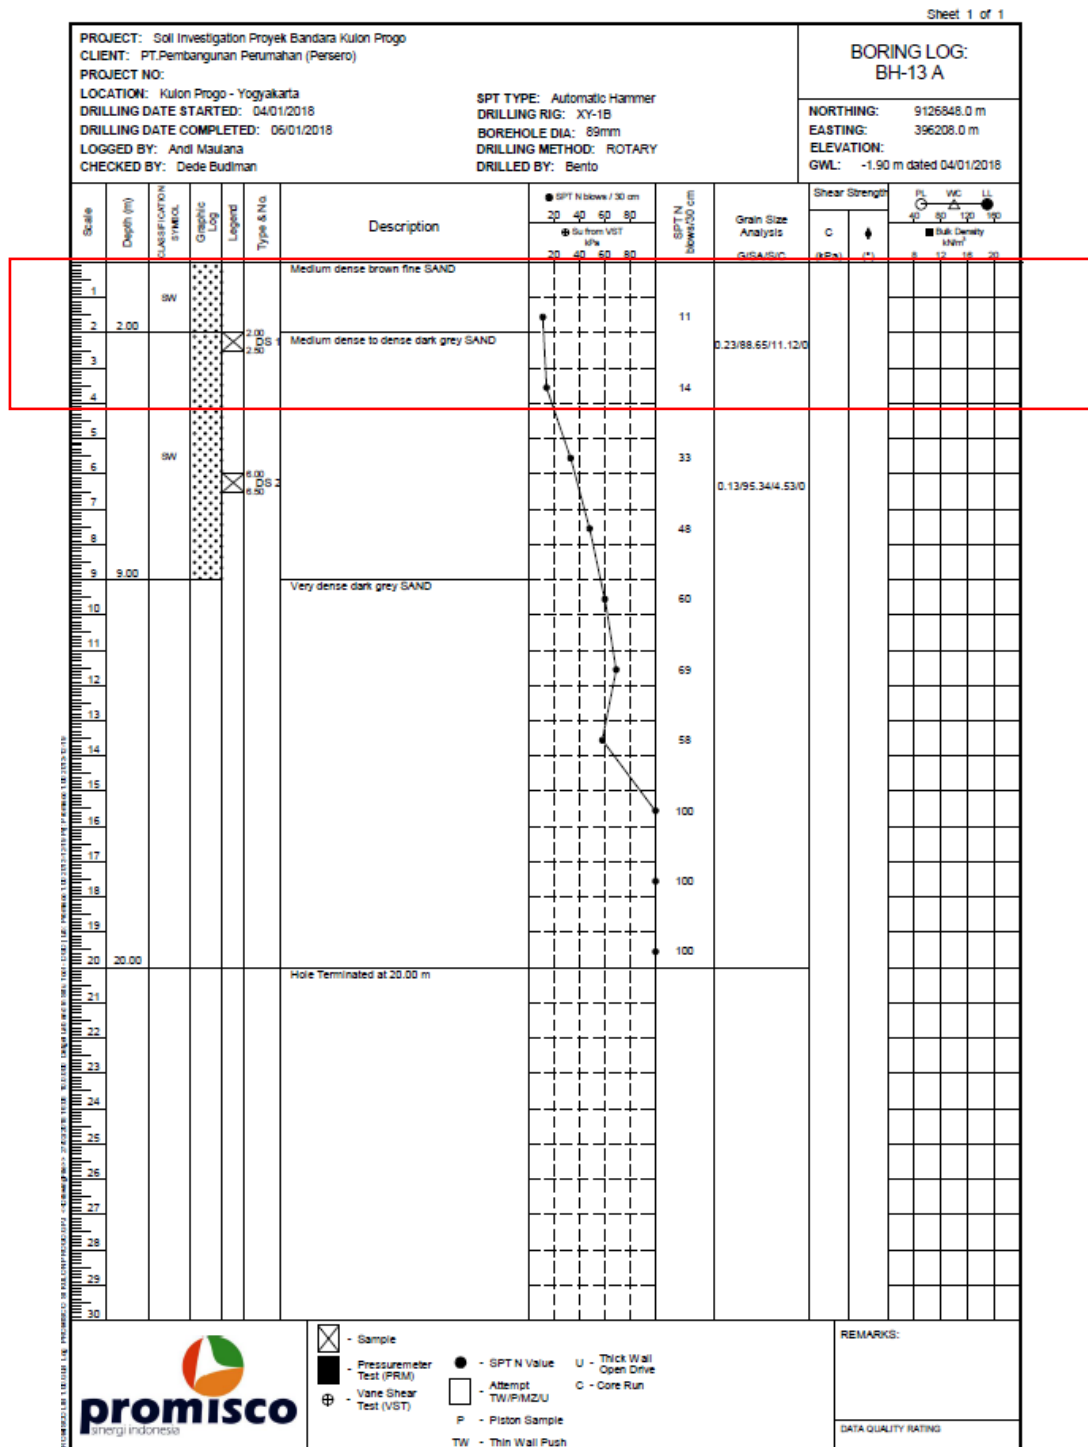 Sheet 1 of 1
PROJECT: Soil Investigation Proyek Bandara Kulon Progo
CLIENT: PT.Pembangunan Perumahan (Persero)
PROJECT NO:
LOCATION: Kulon Progo - Yogyakarta
DRILLING DATE STARTED: 04/01/2018
DRILLING DATE COMPLETED: 06/01/2018
LOGGED BY: Andi Maulana
CHECKED BY: Dede Budiman
SPT TYPE: Automatic Hammer
DRILLING RIG: XY-1B
BOREHOLE DIA: 89mm
DRILLING METHOD: ROTARY
DRILLED BY: Bento
BORING LOG:
BH-13 A
NORTHING: 9126848.0 m
EASTING: 396208.0 m
ELEVATION:
GWL: -1.90 m dated 04/01/2018
Scale
Depth (m)
CLASSIFICATION SYMBOL
Graphic Log
Legend
Type & No.
Description
SPT N blows / 30 cm
20 40 60 80
Su from VST
kPa
20 40 60 80
SPT N
blows/30 cm
Grain Size
Analysis
G/SA/S/C
Shear Strength
C
(kPa)
(°)
PL WC LL
40 80 120 160
Bulk Density
kN/m³
8 12 16 20
Medium dense brown fine SAND
1
SW
11
2 2.00
2.00
DS 1
2.50
Medium dense to dense dark grey SAND
0.23/88.65/11.12/0
3
14
4
5
SW
33
6
6.00
DS 2
6.50
0.13/95.34/4.53/0
7
48
8
9 9.00
Very dense dark grey SAND
60
10
11
69
12
13
58
14
15
100
16
17
100
18
19
100
20 20.00
Hole Terminated at 20.00 m
21
22
23
24
25
26
27
28
29
30
- Sample
- Pressuremeter
Test (PRM)
- Vane Shear
Test (VST)
- SPT N Value
- Attempt
TW/P/MZ/U
P - Piston Sample
TW - Thin Wall Push
U - Thick Wall
Open Drive
C - Core Run
REMARKS:
DATA QUALITY RATING
promisco
sinergi indonesia